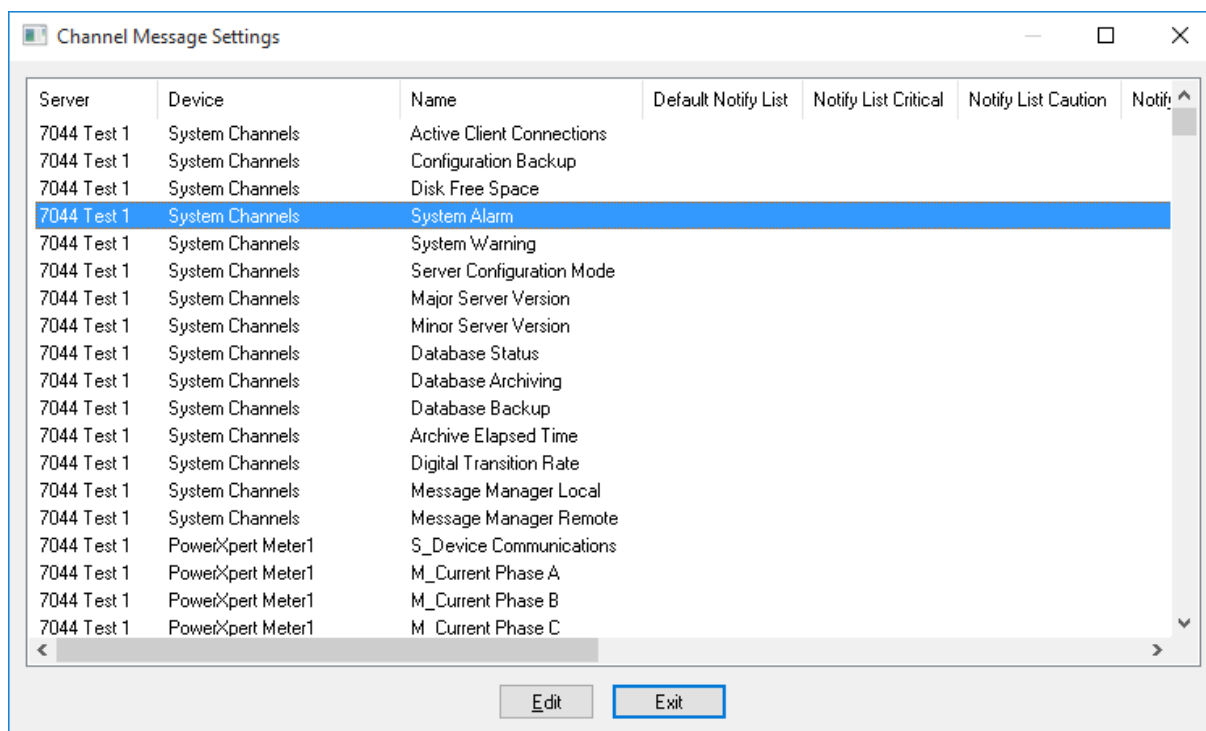 Channel Message Settings
Server Device Name Default Notify List Notify List Critical Notify List Caution Notify
7044 Test 1 System Channels Active Client Connections
7044 Test 1 System Channels Configuration Backup
7044 Test 1 System Channels Disk Free Space
7044 Test 1 System Channels System Alarm
7044 Test 1 System Channels System Warning
7044 Test 1 System Channels Server Configuration Mode
7044 Test 1 System Channels Major Server Version
7044 Test 1 System Channels Minor Server Version
7044 Test 1 System Channels Database Status
7044 Test 1 System Channels Database Archiving
7044 Test 1 System Channels Database Backup
7044 Test 1 System Channels Archive Elapsed Time
7044 Test 1 System Channels Digital Transition Rate
7044 Test 1 System Channels Message Manager Local
7044 Test 1 System Channels Message Manager Remote
7044 Test 1 PowerXpert Meter1 S_Device Communications
7044 Test 1 PowerXpert Meter1 M_Current Phase A
7044 Test 1 PowerXpert Meter1 M_Current Phase B
7044 Test 1 PowerXpert Meter1 M_Current Phase C
Edit Exit